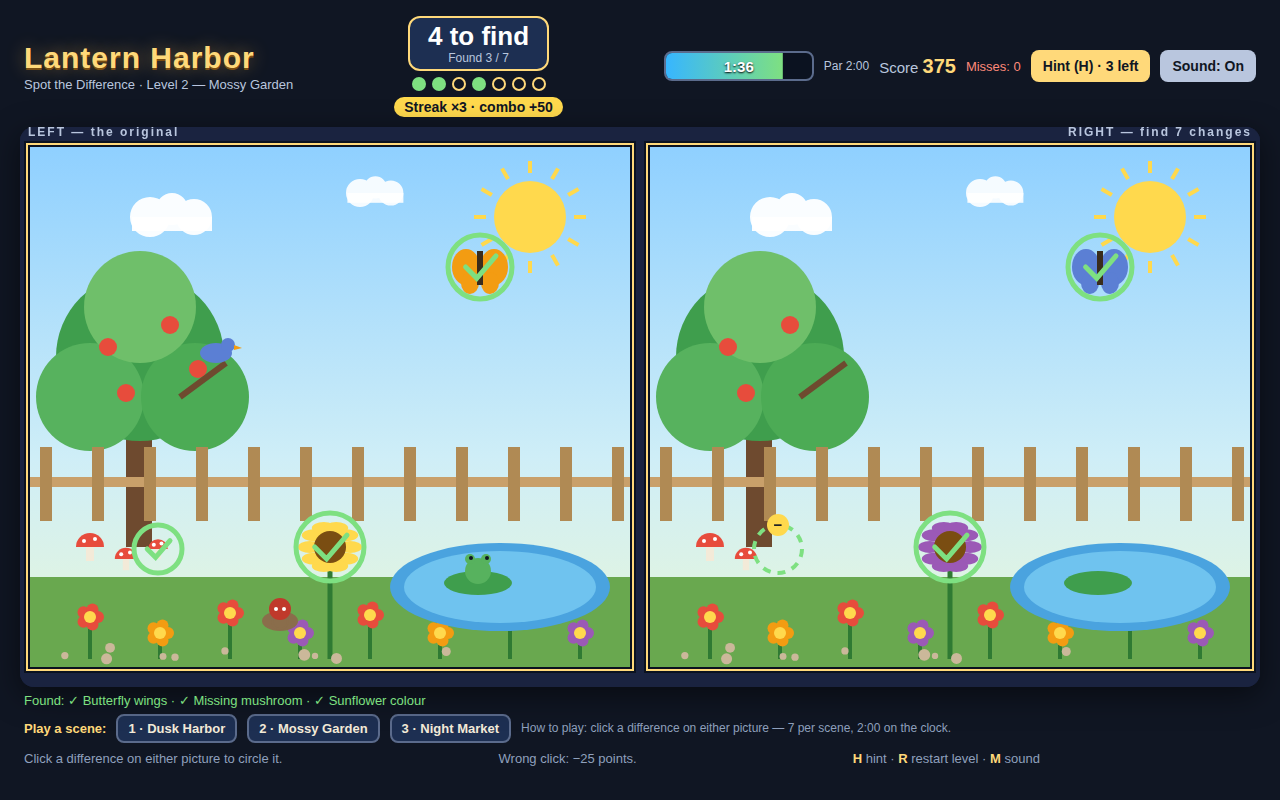 Lantern Harbor
Spot the Difference · Level 2 — Mossy Garden
4 to find
Found 3 / 7
Streak ×3 · combo +50
1:36
Par 2:00
Score 375
Misses: 0
Hint (H) · 3 left
Sound: On
LEFT — the original
RIGHT — find 7 changes
Found: ✓ Butterfly wings · ✓ Missing mushroom · ✓ Sunflower colour
Play a scene:
1 · Dusk Harbor
2 · Mossy Garden
3 · Night Market
How to play: click a difference on either picture — 7 per scene, 2:00 on the clock.
Click a difference on either picture to circle it.
Wrong click: −25 points.
H hint · R restart level · M sound